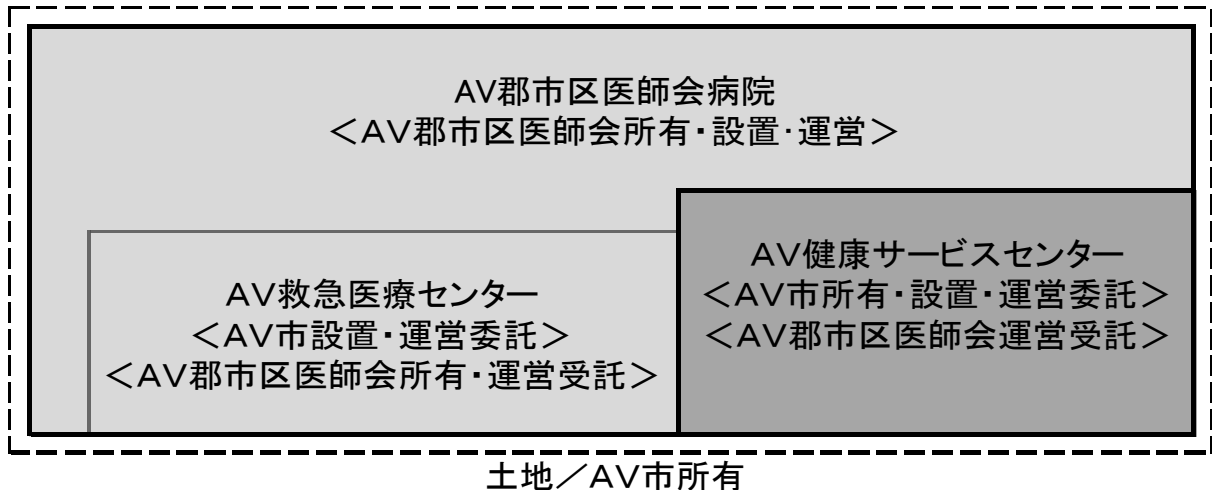 AV郡市区医師会病院
＜AV郡市区医師会所有・設置・運営＞
AV救急医療センター
＜AV市設置・運営委託＞
＜AV郡市区医師会所有・運営受託＞
AV健康サービスセンター
＜AV市所有・設置・運営委託＞
＜AV郡市区医師会運営受託＞
土地／AV市所有